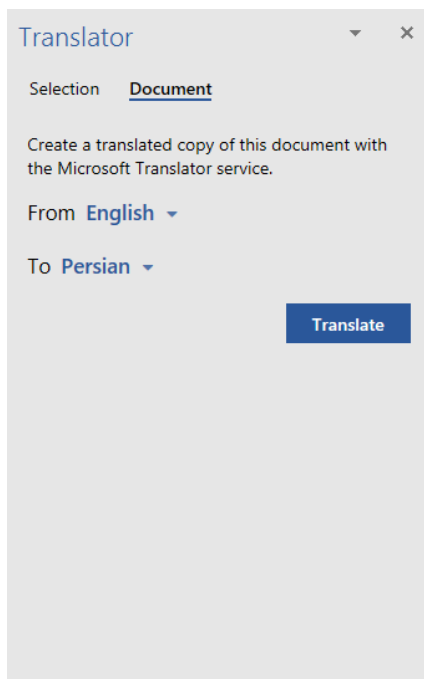 Translator
Selection Document
Create a translated copy of this document with
the Microsoft Translator service.
From English
To Persian
Translate